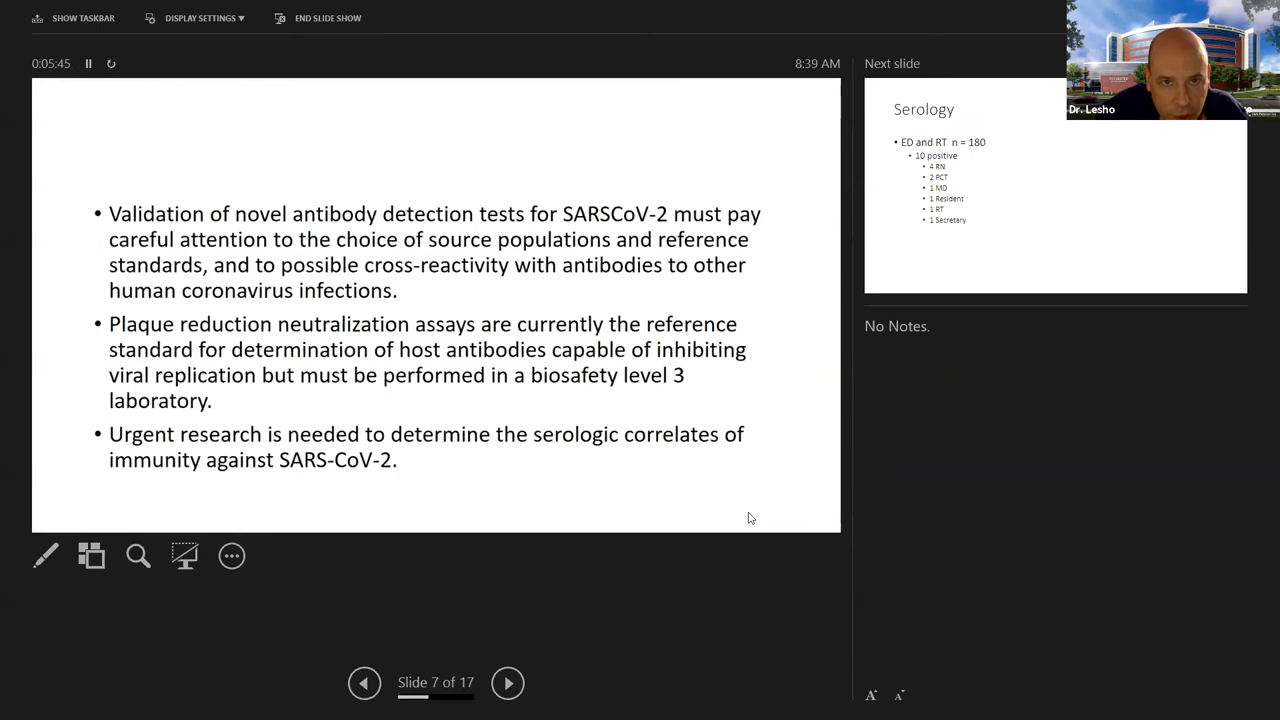 SHOW TASKBAR
DISPLAY SETTINGS ▾
END SLIDE SHOW
0:05:45
8:39 AM
• Validation of novel antibody detection tests for SARSCoV-2 must pay
careful attention to the choice of source populations and reference
standards, and to possible cross-reactivity with antibodies to other
human coronavirus infections.
• Plaque reduction neutralization assays are currently the reference
standard for determination of host antibodies capable of inhibiting
viral replication but must be performed in a biosafety level 3
laboratory.
• Urgent research is needed to determine the serologic correlates of
immunity against SARS-CoV-2.
Slide 7 of 17
Next slide
Dr. Lesho
Serology
• ED and RT n = 180
• 10 positive
• 4 RN
• 2 PCT
• 1 MD
• 1 Resident
• 1 RT
• 1 Secretary
No Notes.
A A